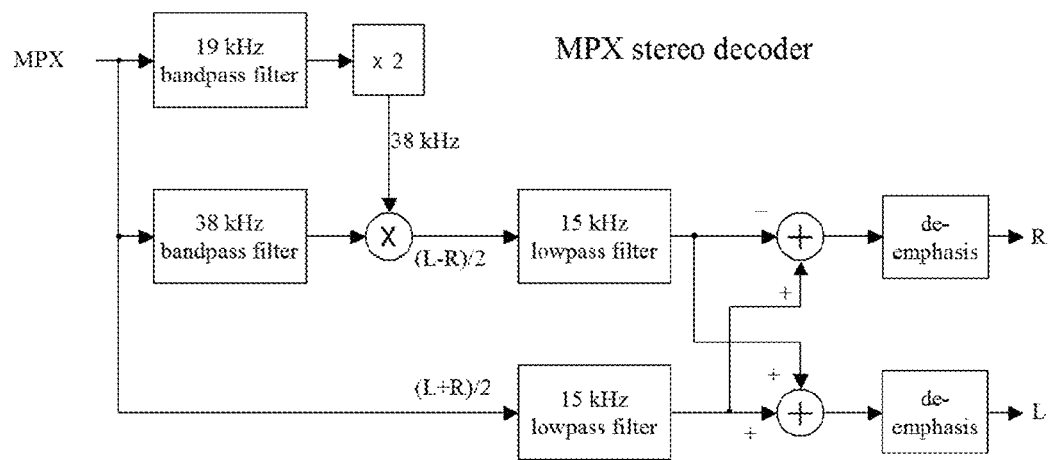 MPX stereo decoder
MPX
19 kHz
bandpass filter
x 2
38 kHz
38 kHz
bandpass filter
X
(L-R)/2
15 kHz
lowpass filter
−
+
+
de-
emphasis
R
(L+R)/2
15 kHz
lowpass filter
+
+
+
de-
emphasis
L